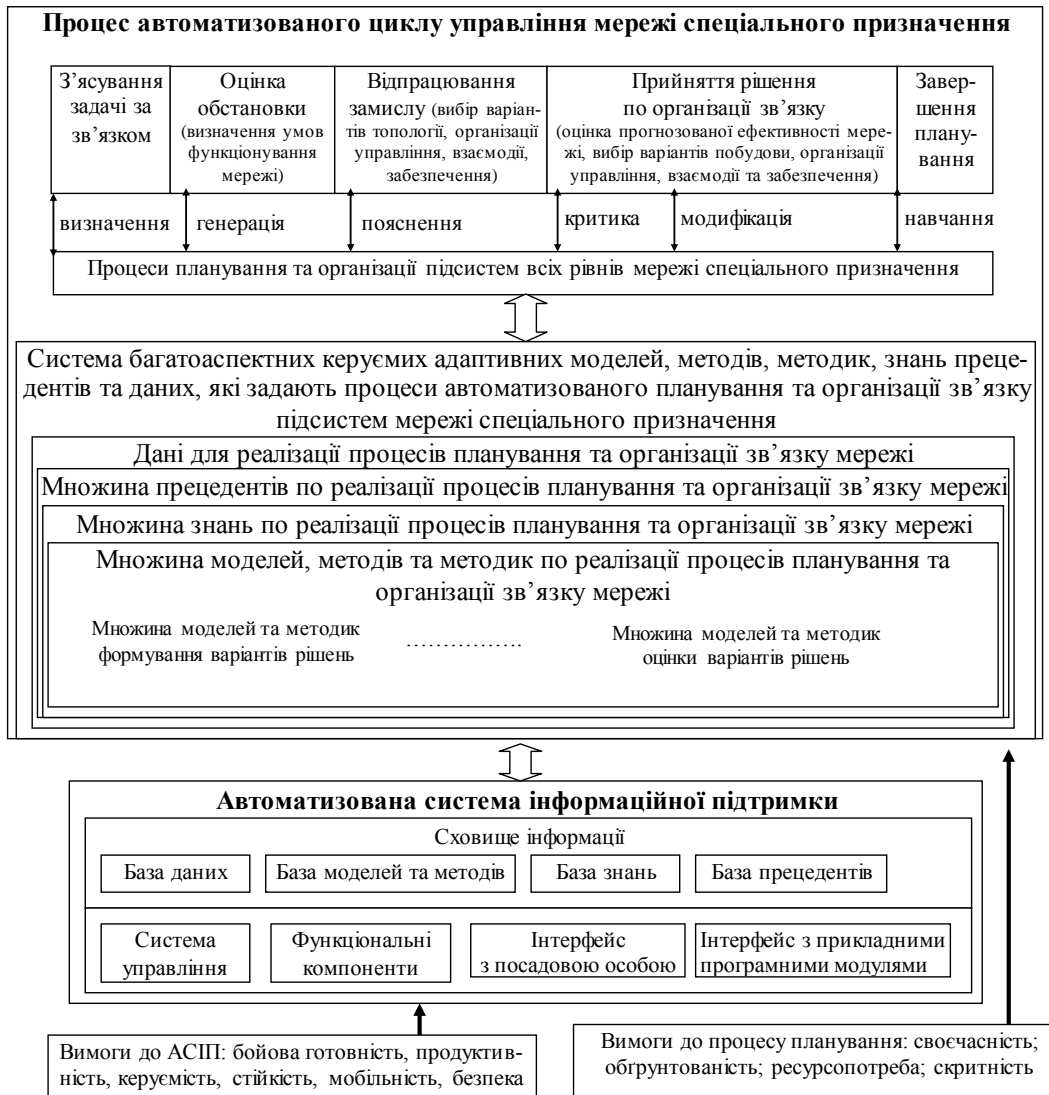 Процес автоматизованого циклу управління мережі спеціального призначення
З’ясування
задачі за
зв’язком
Оцінка
обстановки
(визначення умов
функціонування
мережі)
Відпрацювання
замислу (вибір варіан-
тів топології, організації
управління, взаємодії,
забезпечення)
Прийняття рішення
по організації зв’язку
(оцінка прогнозованої ефективності мере-
жі, вибір варіантів побудови, організації
управління, взаємодії та забезпечення)
Завер-
шення
плану-
вання
визначення
генерація
пояснення
критика
модифікація
навчання
Процеси планування та організації підсистем всіх рівнів мережі спеціального призначення
Система багатоаспектних керуємих адаптивних моделей, методів, методик, знань преце-
дентів та даних, які задають процеси автоматизованого планування та організації зв’язку
підсистем мережі спеціального призначення
Дані для реалізації процесів планування та організації зв’язку мережі
Множина прецедентів по реалізації процесів планування та організації зв’язку мережі
Множина знань по реалізації процесів планування та організації зв’язку мережі
Множина моделей, методів та методик по реалізації процесів планування та
організації зв’язку мережі
Множина моделей та методик
формування варіантів рішень
…………….
Множина моделей та методик
оцінки варіантів рішень
Автоматизована система інформаційної підтримки
Сховище інформації
База даних
База моделей та методів
База знань
База прецедентів
Система
управління
Функціональні
компоненти
Інтерфейс
з посадовою особою
Інтерфейс з прикладними
програмними модулями
Вимоги до АСІП: бойова готовність, продуктив-
ність, керуємість, стійкість, мобільність, безпека
Вимоги до процесу планування: своєчасність;
обґрунтованість; ресурсопотреба; скритність